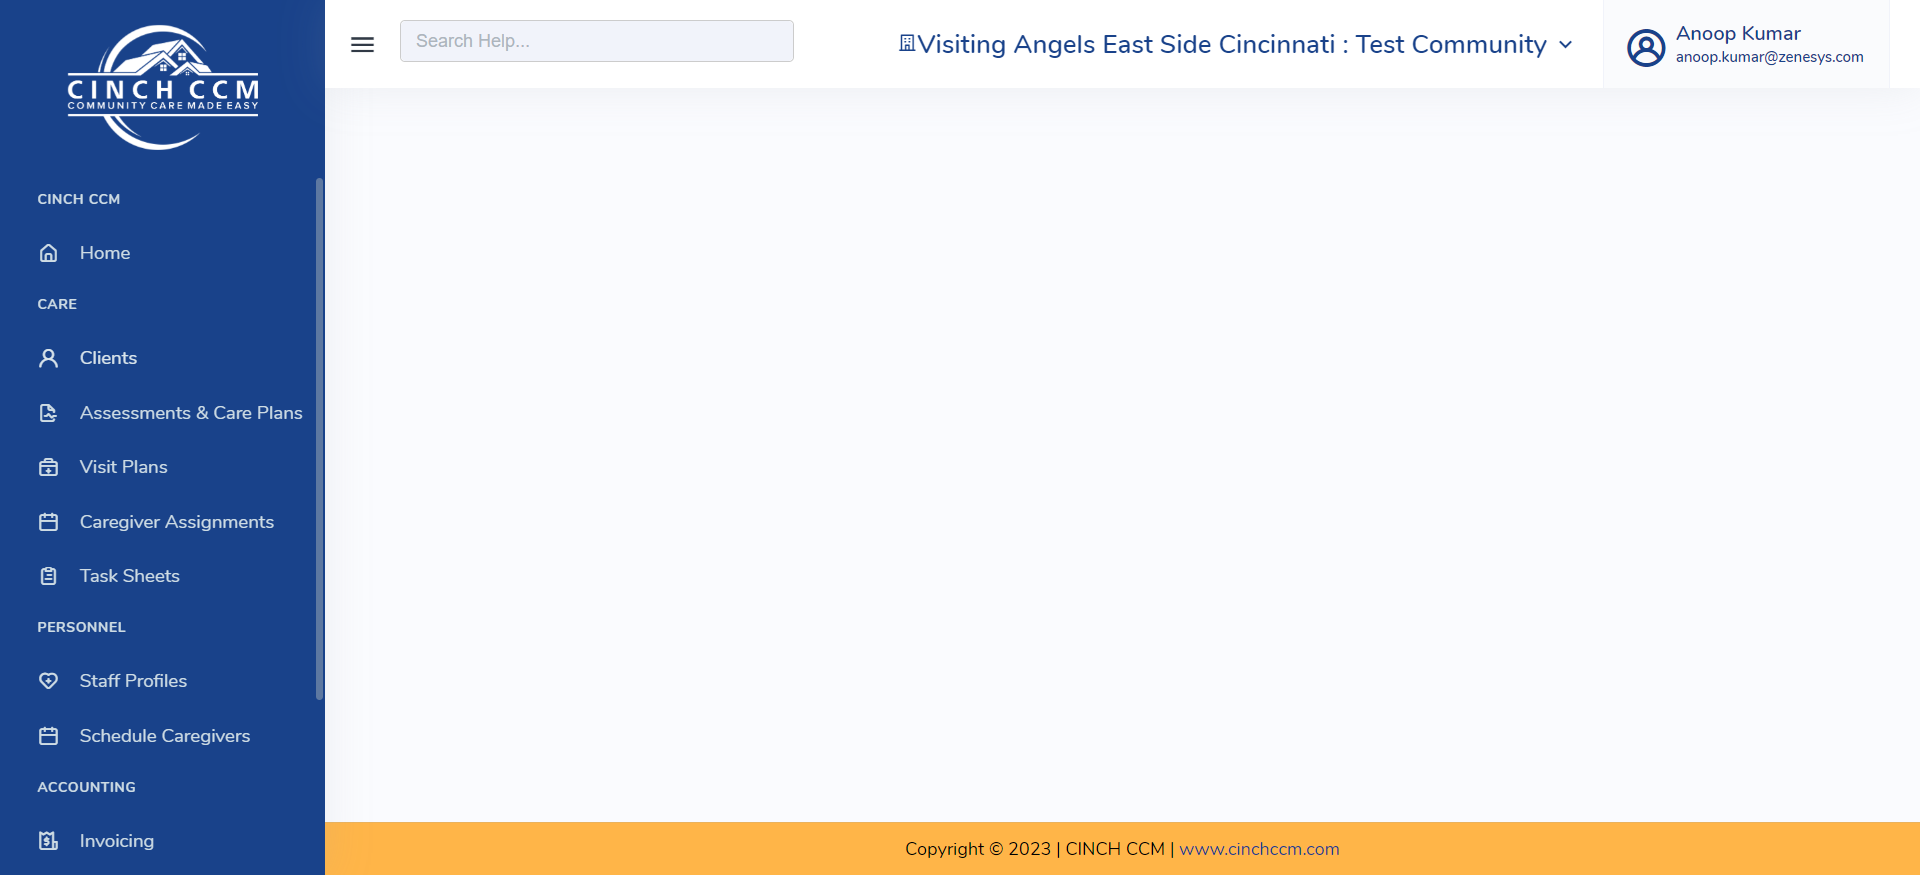 CINCH CCM
COMMUNITY CARE MADE EASY
Search Help...
Visiting Angels East Side Cincinnati : Test Community
Anoop Kumar
anoop.kumar@zenesys.com
CINCH CCM
Home
CARE
Clients
Assessments & Care Plans
Visit Plans
Caregiver Assignments
Task Sheets
PERSONNEL
Staff Profiles
Schedule Caregivers
ACCOUNTING
Invoicing
Copyright © 2023 | CINCH CCM | www.cinchccm.com